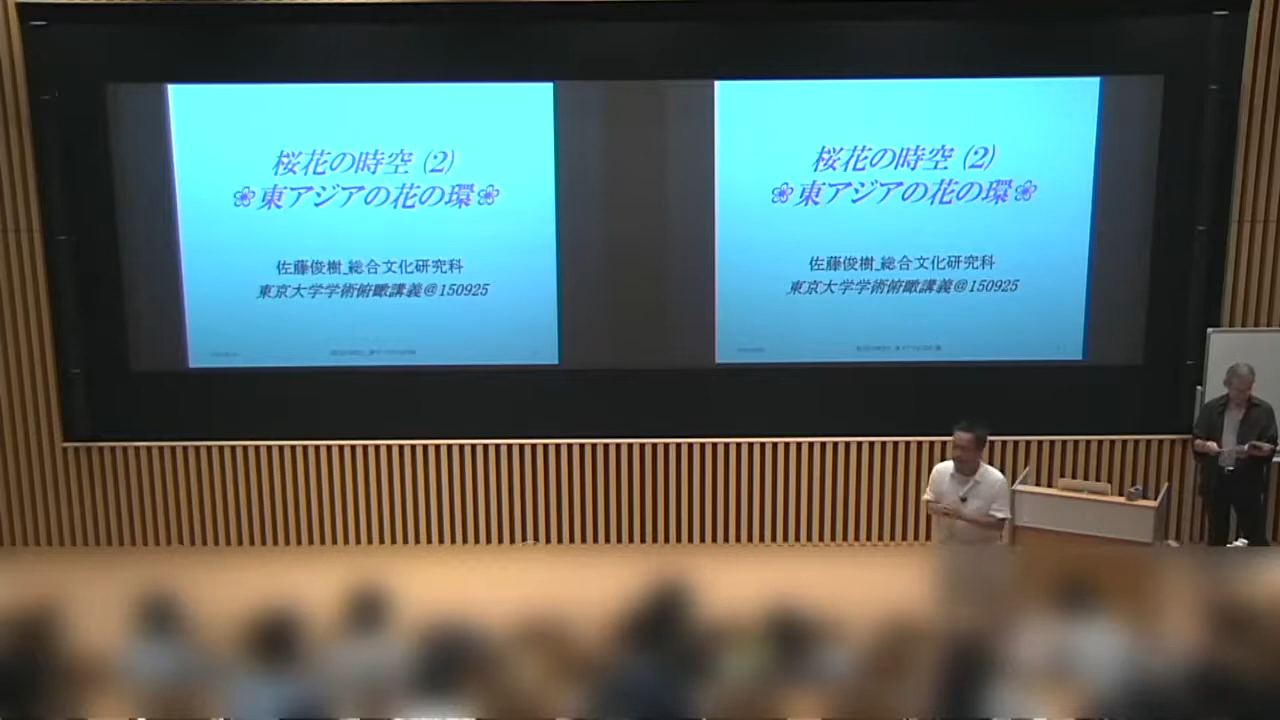 桜花の時空 (2)
❀東アジアの花の環❀
佐藤俊樹_総合文化研究科
東京大学学術俯瞰講義@150925
桜花の時空 (2)
❀東アジアの花の環❀
佐藤俊樹_総合文化研究科
東京大学学術俯瞰講義@150925